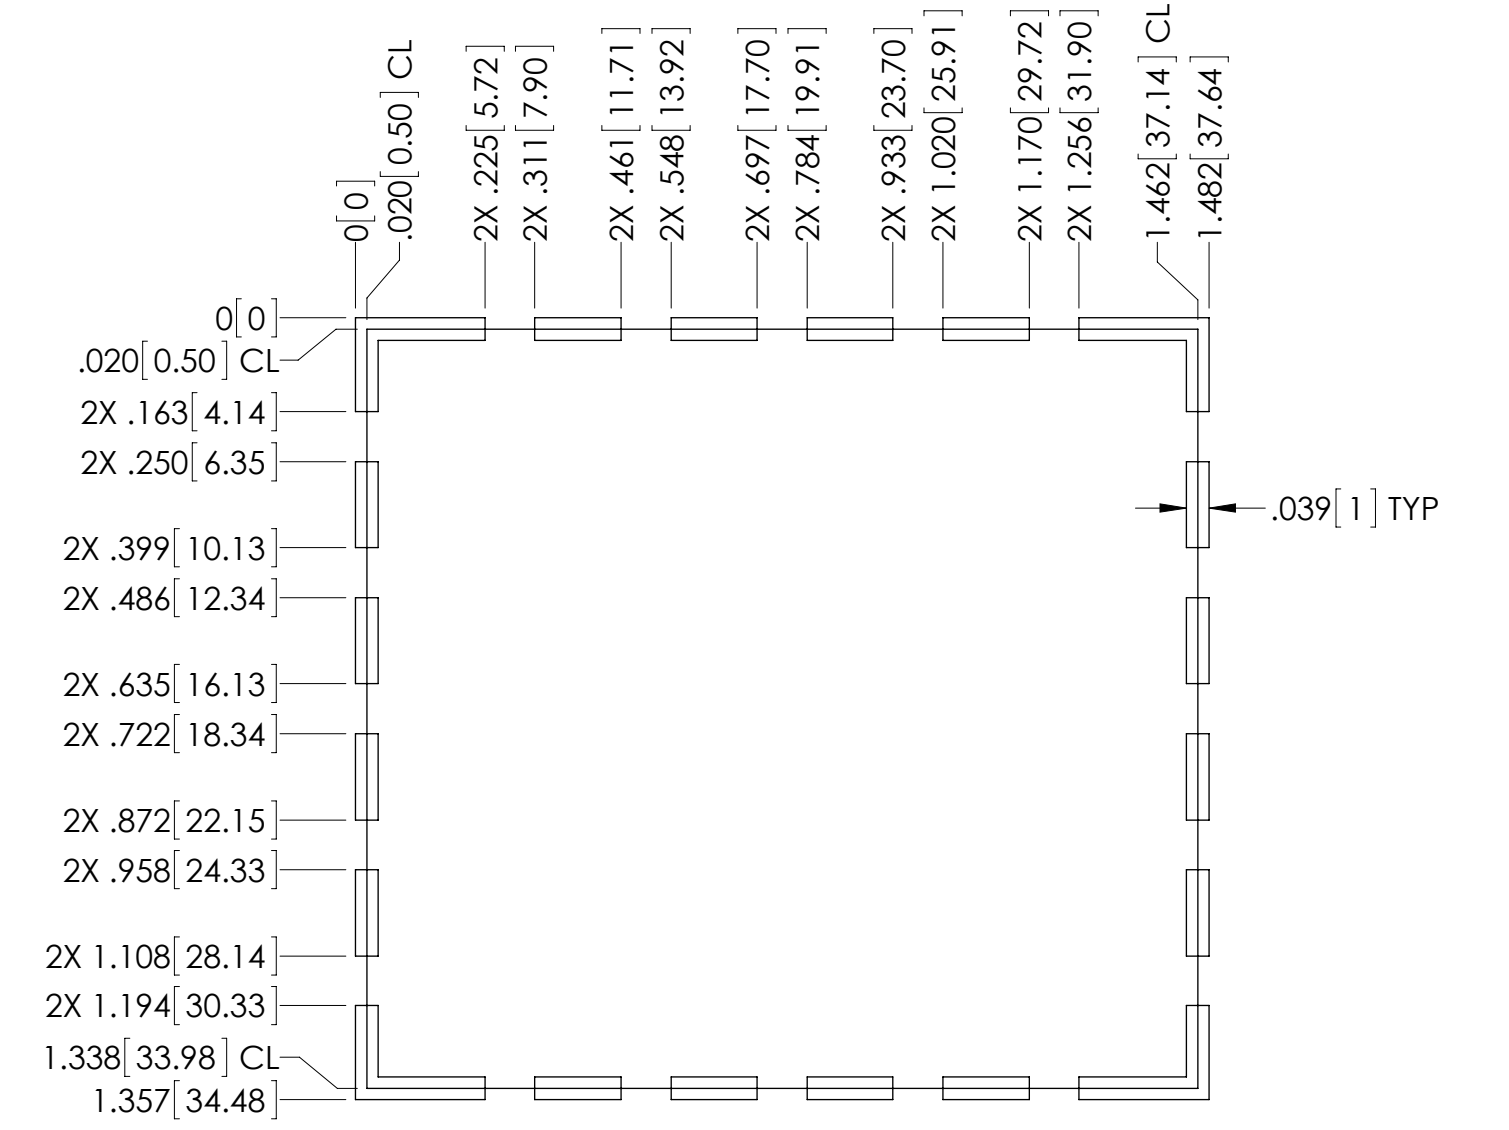 0[0]
.020[0.50] CL
2X .225[5.72]
2X .311[7.90]
2X .461[11.71]
2X .548[13.92]
2X .697[17.70]
2X .784[19.91]
2X .933[23.70]
2X 1.020[25.91]
2X 1.170[29.72]
2X 1.256[31.90]
1.462[37.14] CL
1.482[37.64]
0[0]
.020[0.50] CL
2X .163[4.14]
2X .250[6.35]
2X .399[10.13]
2X .486[12.34]
2X .635[16.13]
2X .722[18.34]
2X .872[22.15]
2X .958[24.33]
2X 1.108[28.14]
2X 1.194[30.33]
1.338[33.98] CL
1.357[34.48]
.039[1] TYP